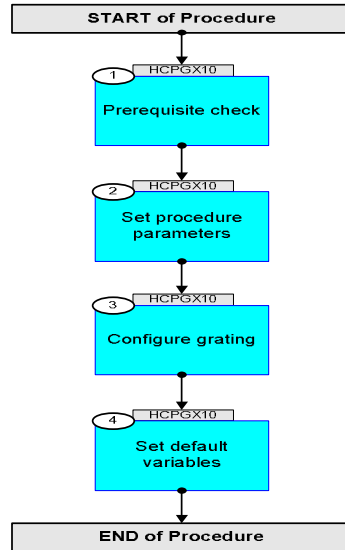 START of Procedure
HCPGX10
1
Prerequisite check
HCPGX10
2
Set procedure
parameters
HCPGX10
3
Configure grating
HCPGX10
4
Set default
variables
END of Procedure